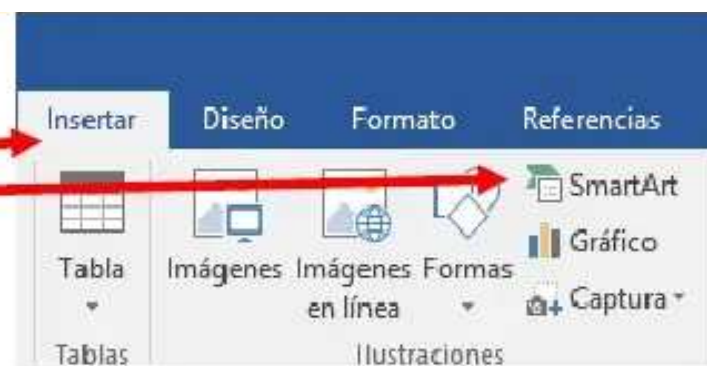 Insertar Diseño Formato Referencias
SmartArt
Gráfico
Tabla Imágenes Imágenes Formas
en línea Captura
Tablas Ilustraciones